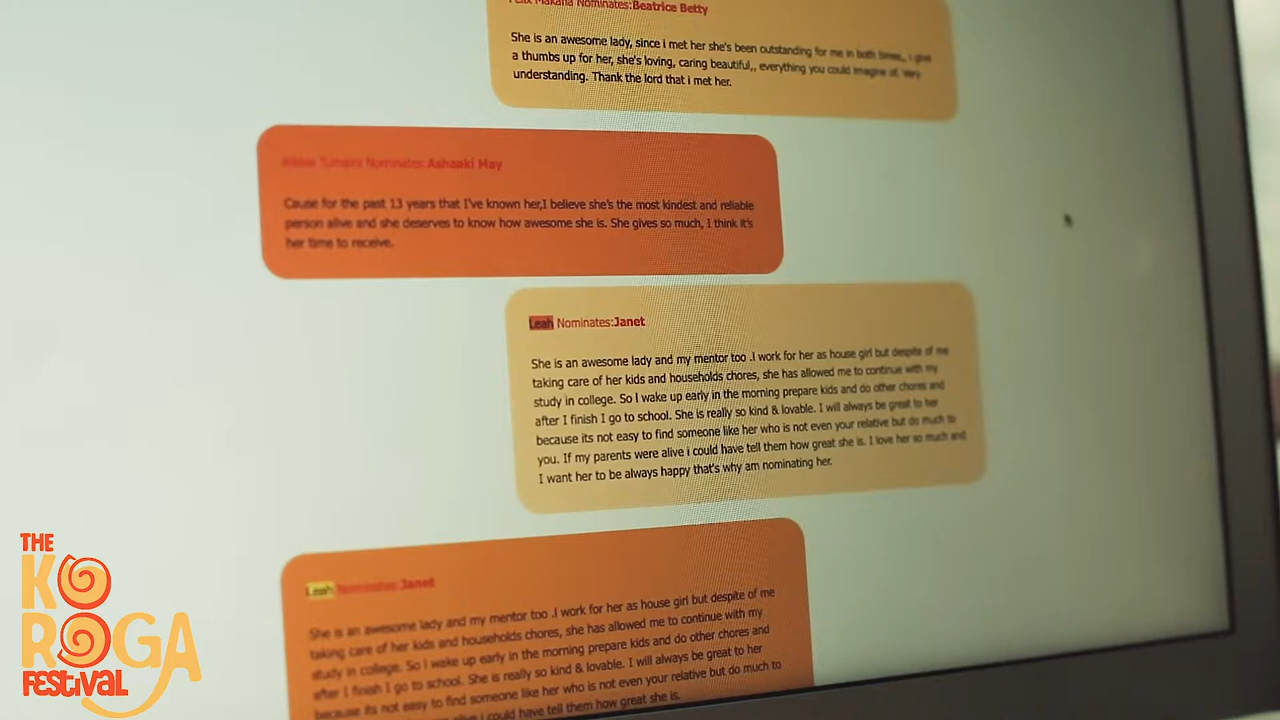 Nominates:Beatrice Betty
She is an awesome lady, since i met her she's been outstanding for me in both times,, i give
a thumbs up for her, she's loving, caring beautiful,, everything you could imagine of. Very
understanding. Thank the lord that i met her.
Nominates:Ashaaki May
Cause for the past 13 years that I've known her,I believe she's the most kindest and reliable
person alive and she deserves to know how awesome she is. She gives so much, I think it's
her time to receive.
Leah Nominates:Janet
She is an awesome lady and my mentor too .I work for her as house girl but despite of me
taking care of her kids and households chores, she has allowed me to continue with my
study in college. So I wake up early in the morning prepare kids and do other chores and
after I finish I go to school. She is really so kind & lovable. I will always be great to her
because its not easy to find someone like her who is not even your relative but do much to
you. If my parents were alive i could have tell them how great she is. I love her so much and
I want her to be always happy that's why am nominating her.
Leah Nominates:Janet
She is an awesome lady and my mentor too .I work for her as house girl but despite of me
taking care of her kids and households chores, she has allowed me to continue with my
study in college. So I wake up early in the morning prepare kids and do other chores and
after I finish I go to school. She is really so kind & lovable. I will always be great to her
because its not easy to find someone like her who is not even your relative but do much to
alive i could have tell them how great she is.
THE
KOROGA
FESTIVAL